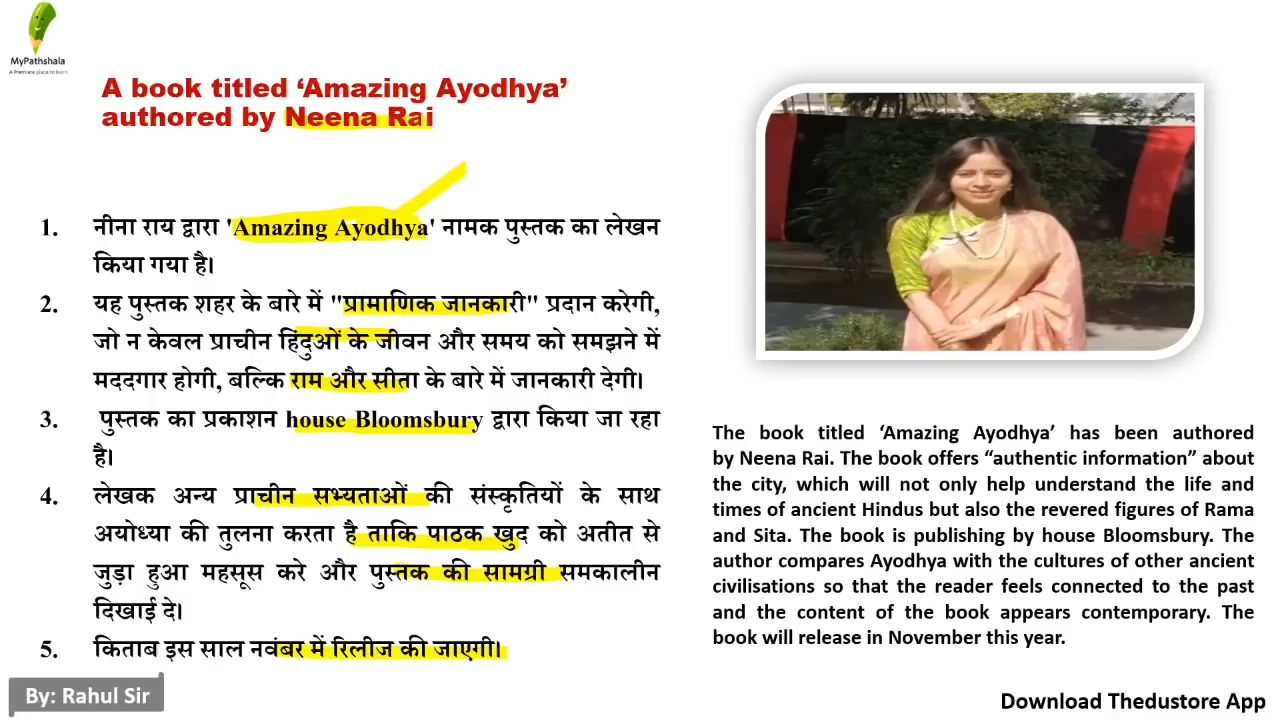 MyPathshala
A Premiere place to learn
A book titled ‘Amazing Ayodhya’
authored by Neena Rai
1. नीना राय द्वारा 'Amazing Ayodhya' नामक पुस्तक का लेखन
किया गया है।
2. यह पुस्तक शहर के बारे में "प्रामाणिक जानकारी" प्रदान करेगी,
जो न केवल प्राचीन हिंदुओं के जीवन और समय को समझने में
मददगार होगी, बल्कि राम और सीता के बारे में जानकारी देगी।
3. पुस्तक का प्रकाशन house Bloomsbury द्वारा किया जा रहा
है।
4. लेखक अन्य प्राचीन सभ्यताओं की संस्कृतियों के साथ
अयोध्या की तुलना करता है ताकि पाठक खुद को अतीत से
जुड़ा हुआ महसूस करे और पुस्तक की सामग्री समकालीन
दिखाई दे।
5. किताब इस साल नवंबर में रिलीज की जाएगी।
The book titled ‘Amazing Ayodhya’ has been authored
by Neena Rai. The book offers “authentic information” about
the city, which will not only help understand the life and
times of ancient Hindus but also the revered figures of Rama
and Sita. The book is publishing by house Bloomsbury. The
author compares Ayodhya with the cultures of other ancient
civilisations so that the reader feels connected to the past
and the content of the book appears contemporary. The
book will release in November this year.
By: Rahul Sir
Download Thedustore App